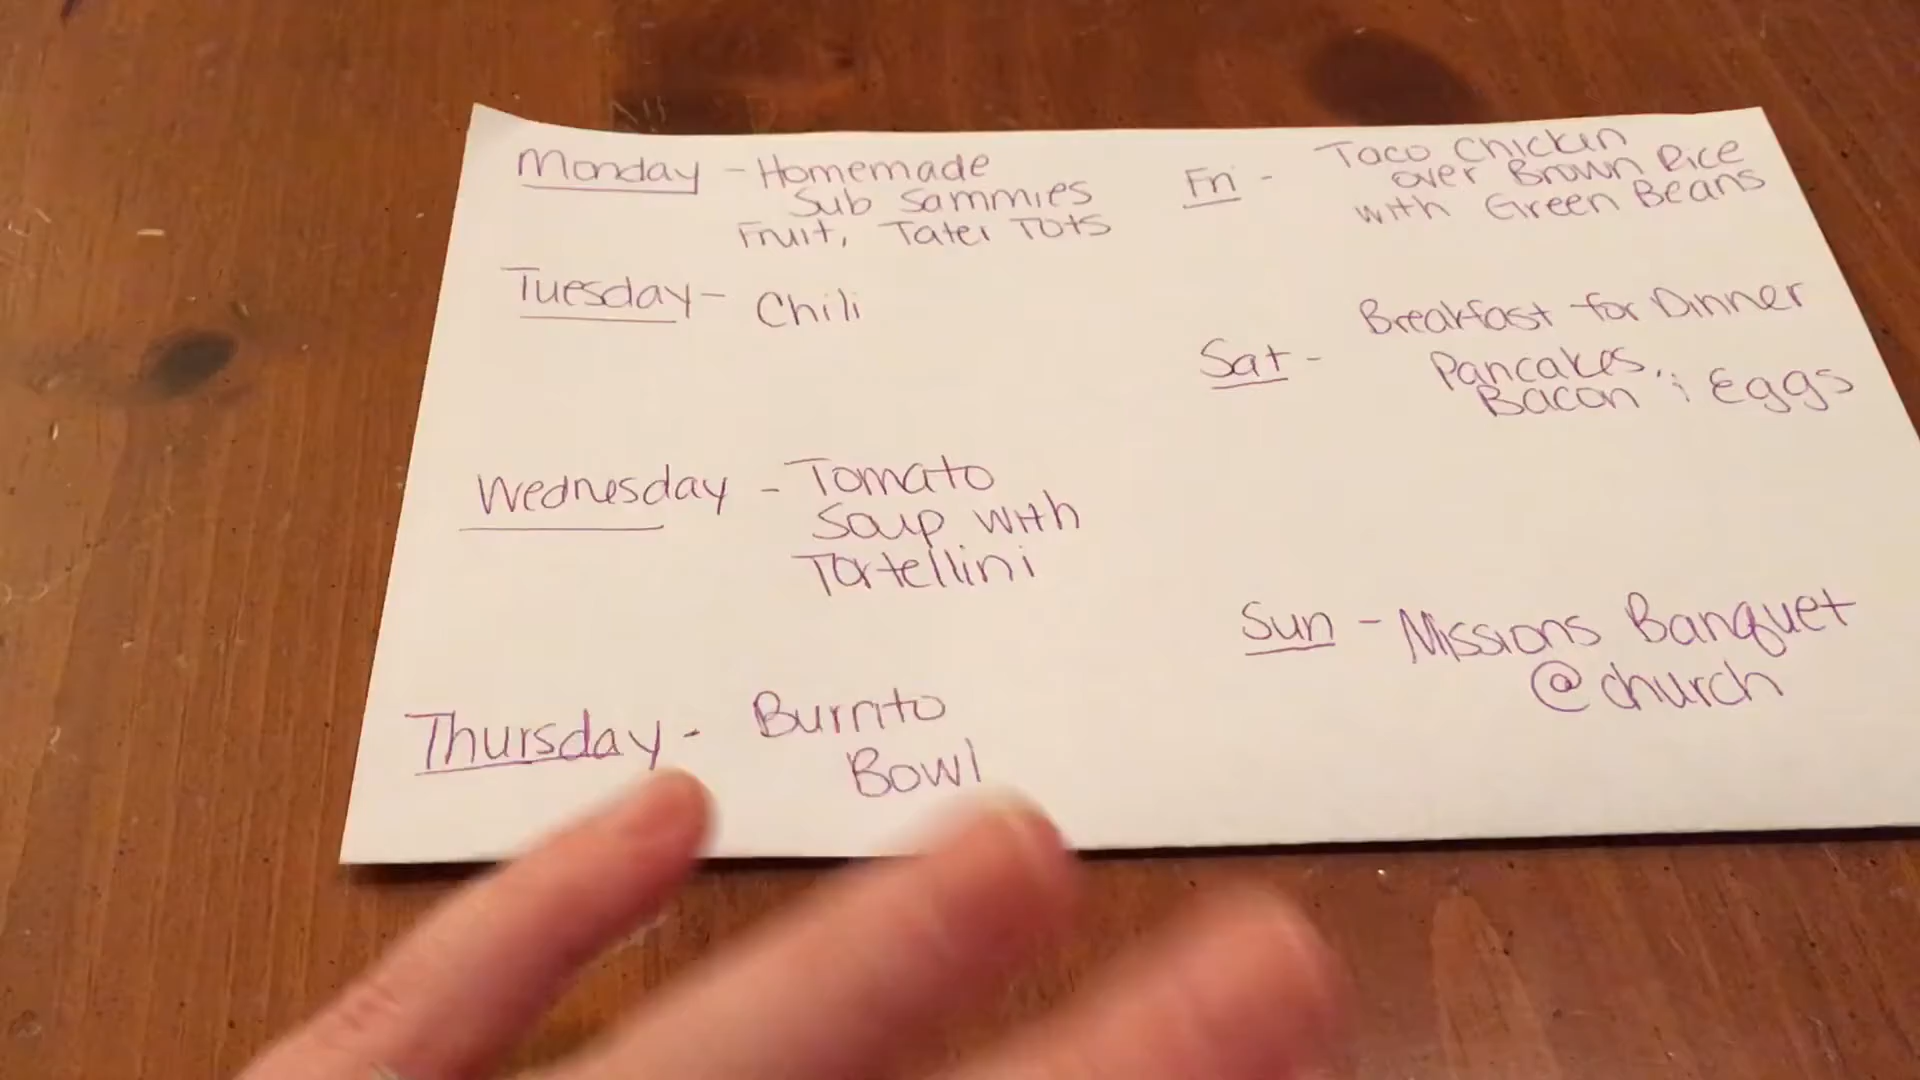 Monday - Homemade
Sub Sammies
Fruit, Tater Tots
Tuesday - Chili
Wednesday - Tomato
Soup with
Tortellini
Thursday - Burrito
Bowl
Fri - Taco Chicken
over Brown Rice
with Green Beans
Breakfast for Dinner
Sat - Pancakes,
Bacon & Eggs
Sun - Missions Banquet
@ church